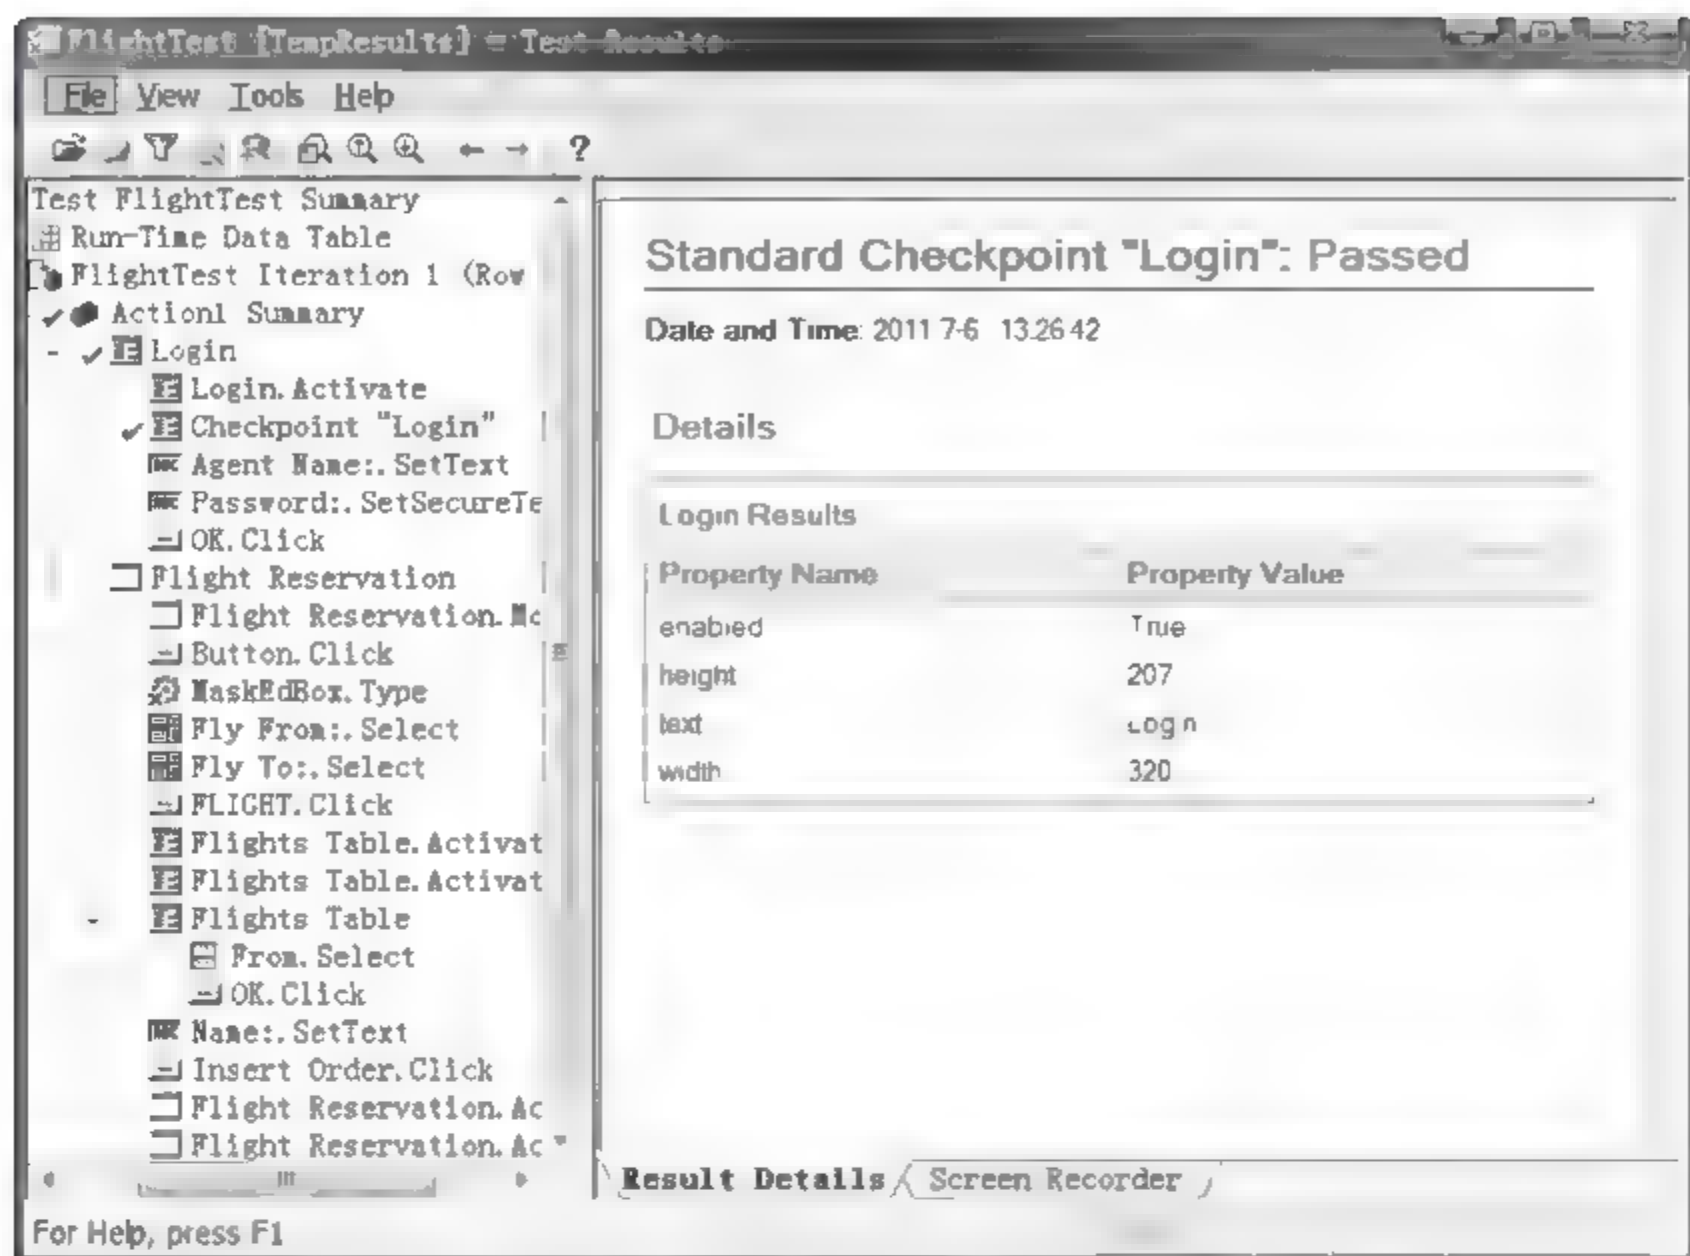 FlightTest [TempResults] - Test Results
File View Tools Help
?
Test FlightTest Summary
Run-Time Data Table
FlightTest Iteration 1 (Row
Action1 Summary
Login
Login.Activate
Checkpoint "Login"
Agent Name:.SetText
Password:.SetSecureTe
OK.Click
Flight Reservation
Flight Reservation.Mo
Button.Click
MaskEdBox.Type
Fly From:.Select
Fly To:.Select
FLIGHT.Click
Flights Table.Activat
Flights Table.Activat
Flights Table
From.Select
OK.Click
Name:.SetText
Insert Order.Click
Flight Reservation.Ac
Flight Reservation.Ac
Standard Checkpoint "Login": Passed
Date and Time: 2011-7-6 13:26:42
Details
Login Results
Property Name Property Value
enabled True
height 207
text Login
width 320
Result Details Screen Recorder
For Help, press F1